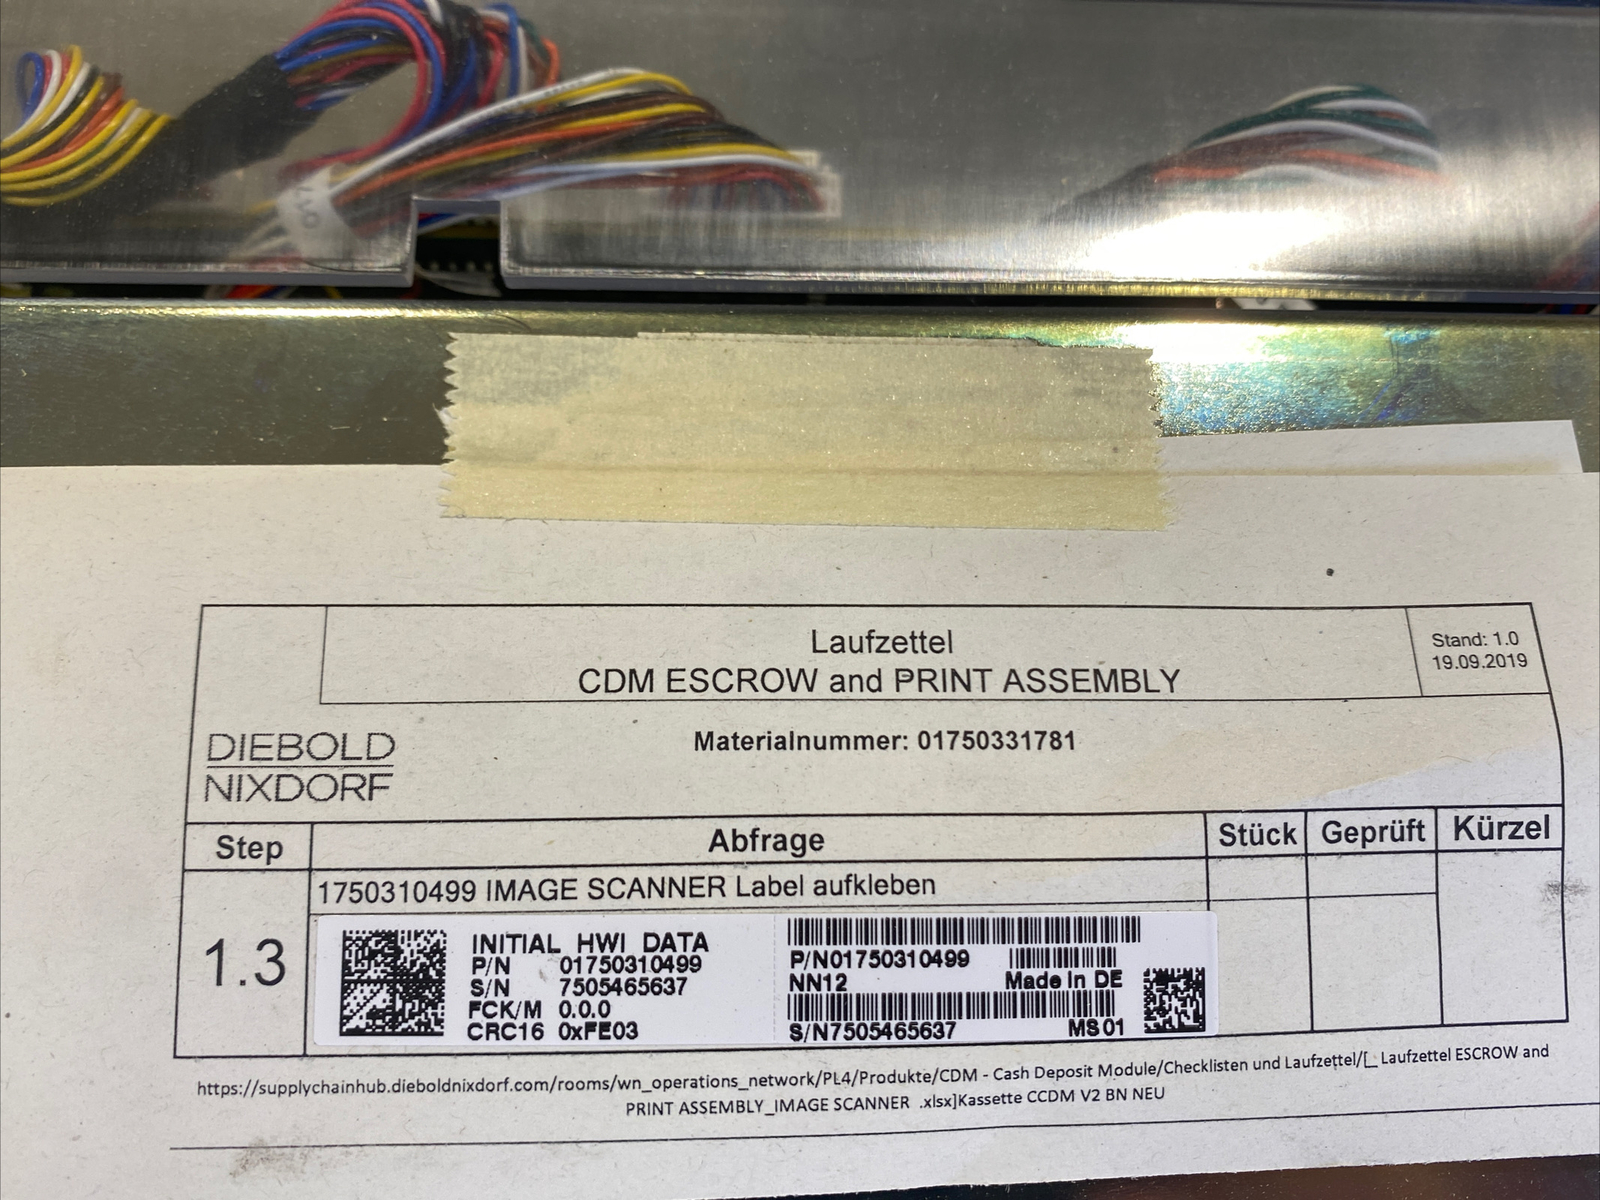 Laufzettel
CDM ESCROW and PRINT ASSEMBLY
Stand: 1.0
19.09.2019
DIEBOLD
NIXDORF
Materialnummer: 01750331781
Step
Abfrage
Stück
Geprüft
Kürzel
1750310499 IMAGE SCANNER Label aufkleben
1.3
INITIAL HWI DATA
P/N 01750310499
S/N 7505465637
FCK/M 0.0.0
CRC16 0xFE03
P/N01750310499
NN12 Made in DE
S/N7505465637 MS01
https://supplychainhub.dieboldnixdorf.com/rooms/wn_operations_network/PL4/Produkte/CDM - Cash Deposit Module/Checklisten und Laufzettel/[_ Laufzettel ESCROW and
PRINT ASSEMBLY_IMAGE SCANNER .xlsx]Kassette CCDM V2 BN NEU